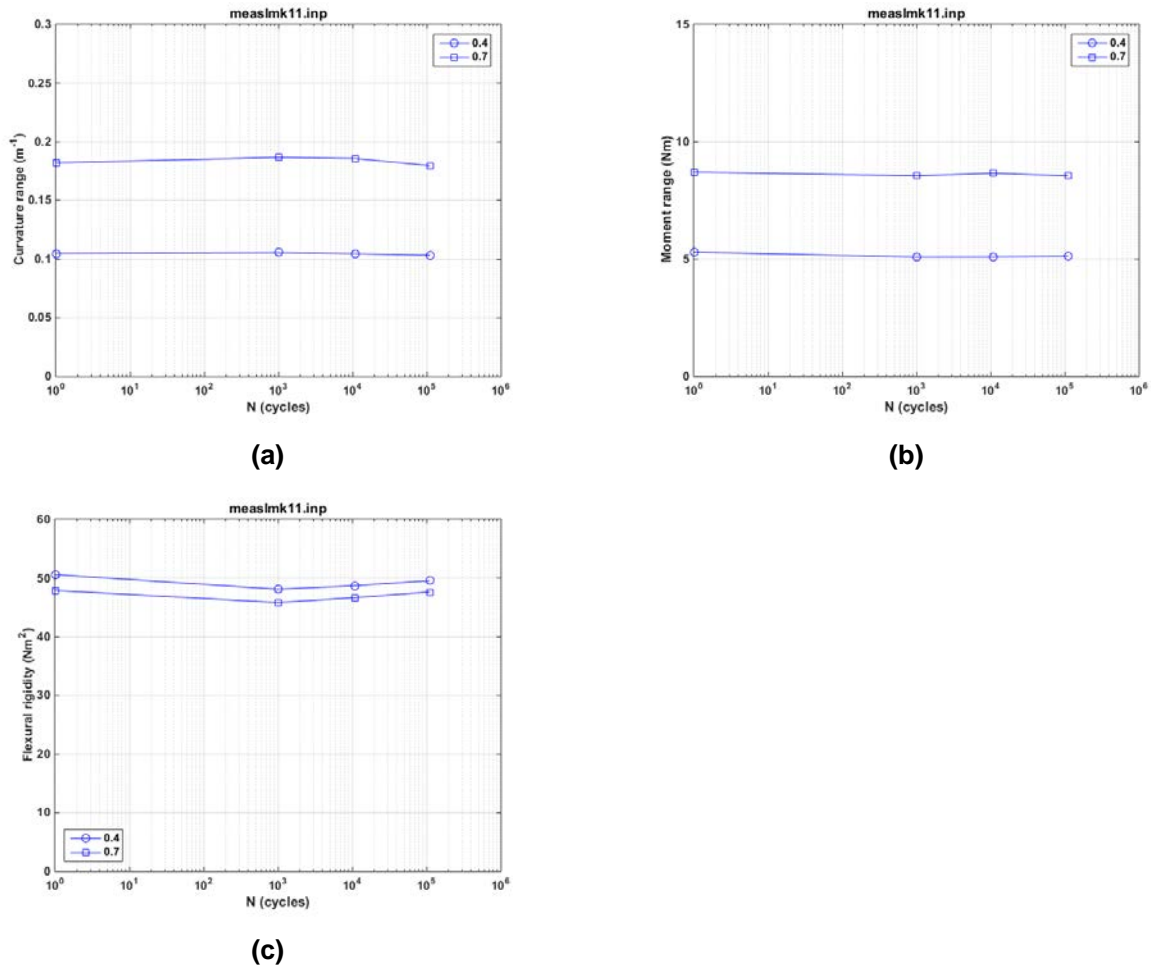 measlmk11.inp
0.3
0.25
0.2
0.15
0.1
0.05
0
Curvature range (m⁻¹)
0.4
0.7
10⁰ 10¹ 10² 10³ 10⁴ 10⁵ 10⁶
N (cycles)
(a)
measlmk11.inp
15
10
5
0
Moment range (Nm)
0.4
0.7
10⁰ 10¹ 10² 10³ 10⁴ 10⁵ 10⁶
N (cycles)
(b)
measlmk11.inp
60
50
40
30
20
10
0
Flexural rigidity (Nm²)
0.4
0.7
10⁰ 10¹ 10² 10³ 10⁴ 10⁵ 10⁶
N (cycles)
(c)